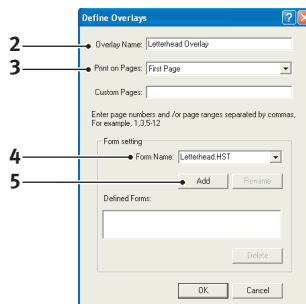 Define Overlays
2 Overlay Name: Letterhead Overlay
3 Print on Pages: First Page
Custom Pages:
Enter page numbers and /or page ranges separated by commas,
For example, 1,3,5-12
Form setting
4 Form Name: Letterhead.HST
5 Add Rename
Defined Forms:
Delete
OK Cancel